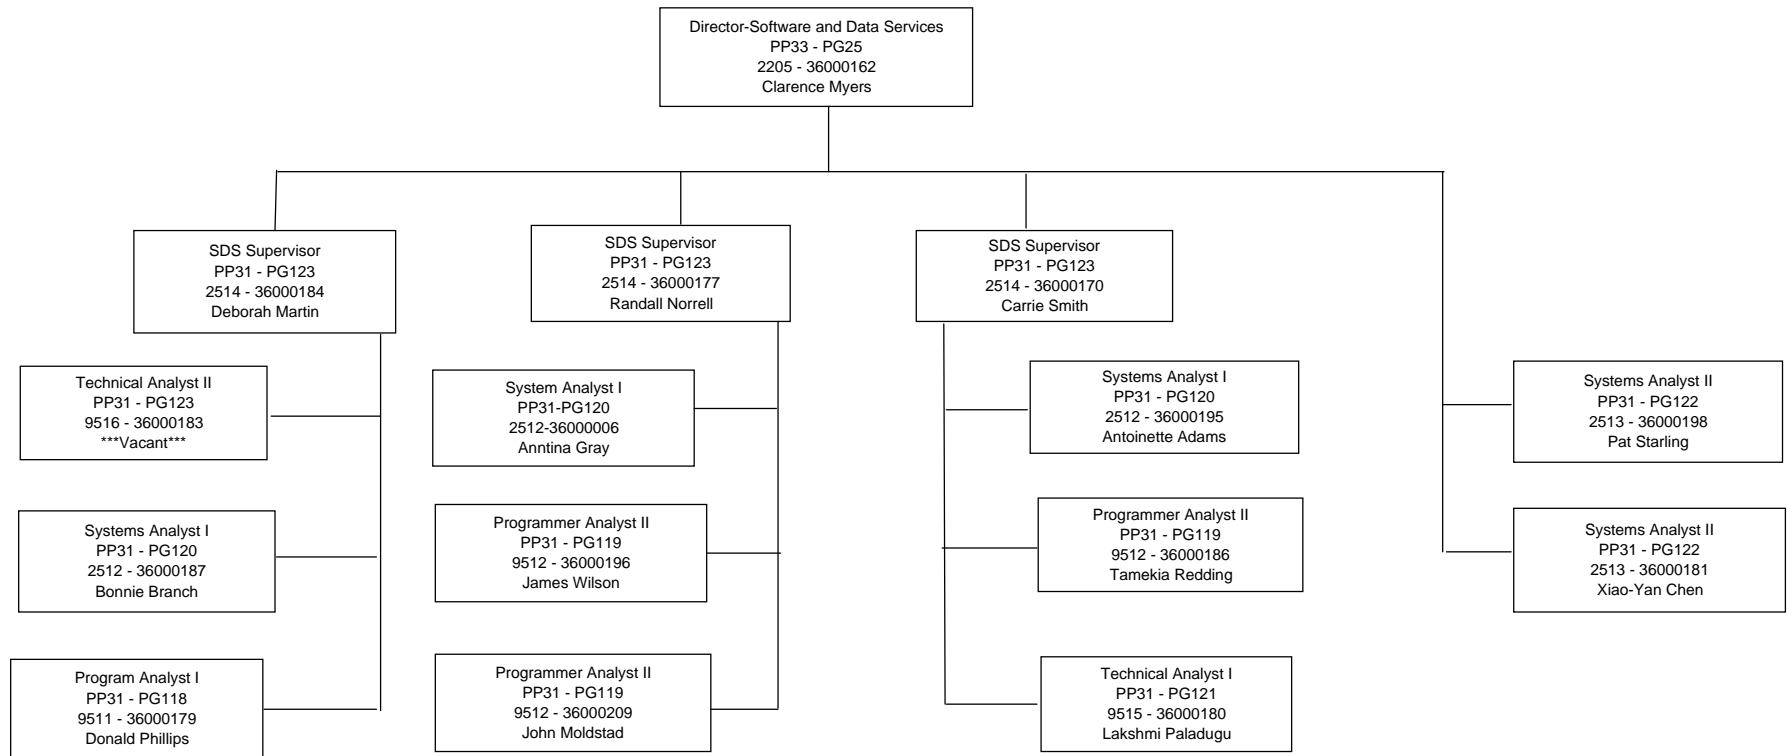 Director-Software and Data Services
PP33 - PG25
2205 - 36000162
Clarence Myers
SDS Supervisor
PP31 - PG123
2514 - 36000184
Deborah Martin
SDS Supervisor
PP31 - PG123
2514 - 36000177
Randall Norrell
SDS Supervisor
PP31 - PG123
2514 - 36000170
Carrie Smith
Technical Analyst II
PP31 - PG123
9516 - 36000183
***Vacant***
System Analyst I
PP31-PG120
2512-36000006
Anntina Gray
Systems Analyst I
PP31 - PG120
2512 - 36000195
Antoinette Adams
Systems Analyst II
PP31 - PG122
2513 - 36000198
Pat Starling
Systems Analyst I
PP31 - PG120
2512 - 36000187
Bonnie Branch
Programmer Analyst II
PP31 - PG119
9512 - 36000196
James Wilson
Programmer Analyst II
PP31 - PG119
9512 - 36000186
Tamekia Redding
Systems Analyst II
PP31 - PG122
2513 - 36000181
Xiao-Yan Chen
Program Analyst I
PP31 - PG118
9511 - 36000179
Donald Phillips
Programmer Analyst II
PP31 - PG119
9512 - 36000209
John Moldstad
Technical Analyst I
PP31 - PG121
9515 - 36000180
Lakshmi Paladugu